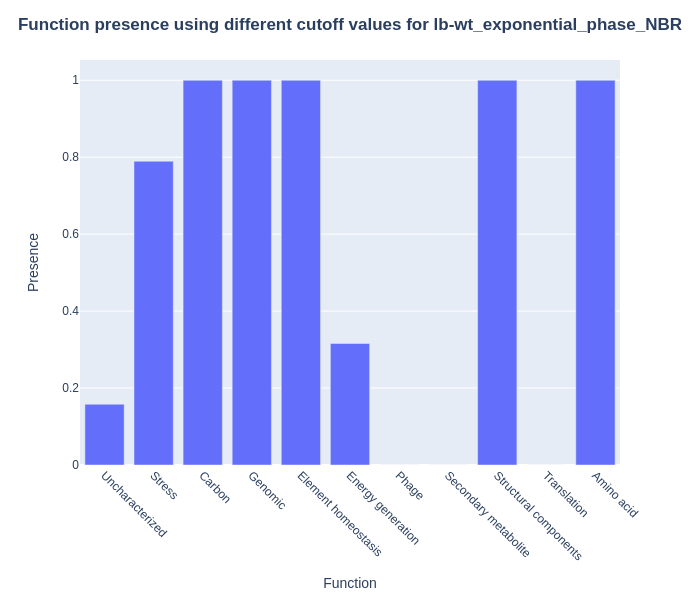 Function presence using different cutoff values for lb-wt_exponential_phase_NBR
1
0.8
0.6
0.4
0.2
0
Presence
Uncharacterized
Stress
Carbon
Genomic
Element homeostasis
Energy generation
Phage
Secondary metabolite
Structural components
Translation
Amino acid
Function